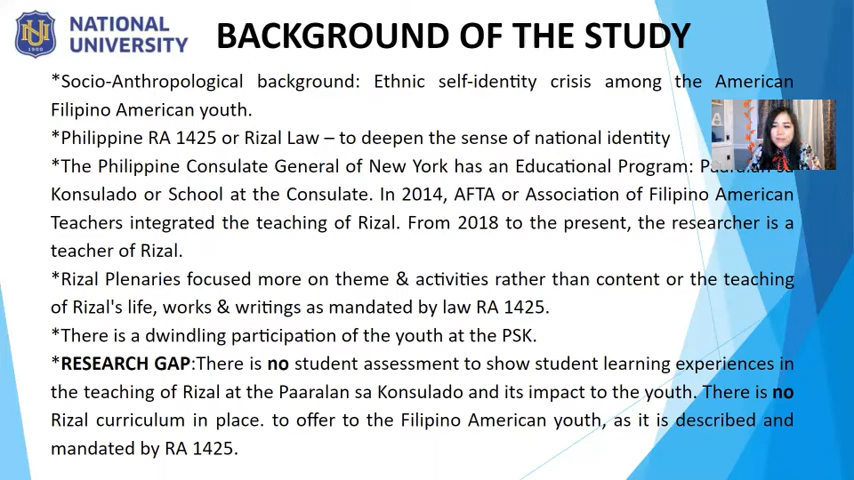 NATIONAL
UNIVERSITY
1900
BACKGROUND OF THE STUDY
*Socio-Anthropological background: Ethnic self-identity crisis among the American
Filipino American youth.
*Philippine RA 1425 or Rizal Law – to deepen the sense of national identity
*The Philippine Consulate General of New York has an Educational Program: Paaralan sa
Konsulado or School at the Consulate. In 2014, AFTA or Association of Filipino American
Teachers integrated the teaching of Rizal. From 2018 to the present, the researcher is a
teacher of Rizal.
*Rizal Plenaries focused more on theme & activities rather than content or the teaching
of Rizal's life, works & writings as mandated by law RA 1425.
*There is a dwindling participation of the youth at the PSK.
*RESEARCH GAP:There is no student assessment to show student learning experiences in
the teaching of Rizal at the Paaralan sa Konsulado and its impact to the youth. There is no
Rizal curriculum in place. to offer to the Filipino American youth, as it is described and
mandated by RA 1425.